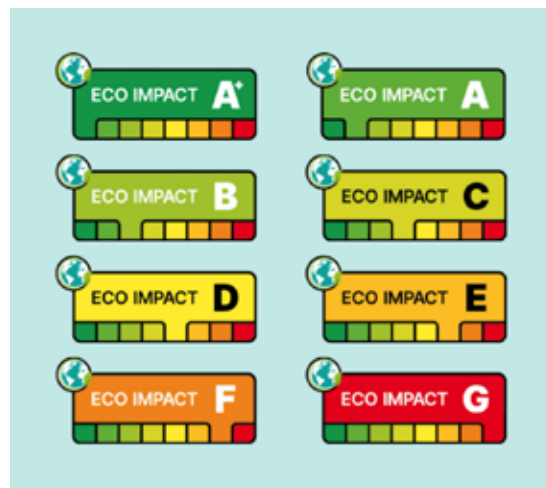 ECO IMPACT A+
ECO IMPACT A
ECO IMPACT B
ECO IMPACT C
ECO IMPACT D
ECO IMPACT E
ECO IMPACT F
ECO IMPACT G